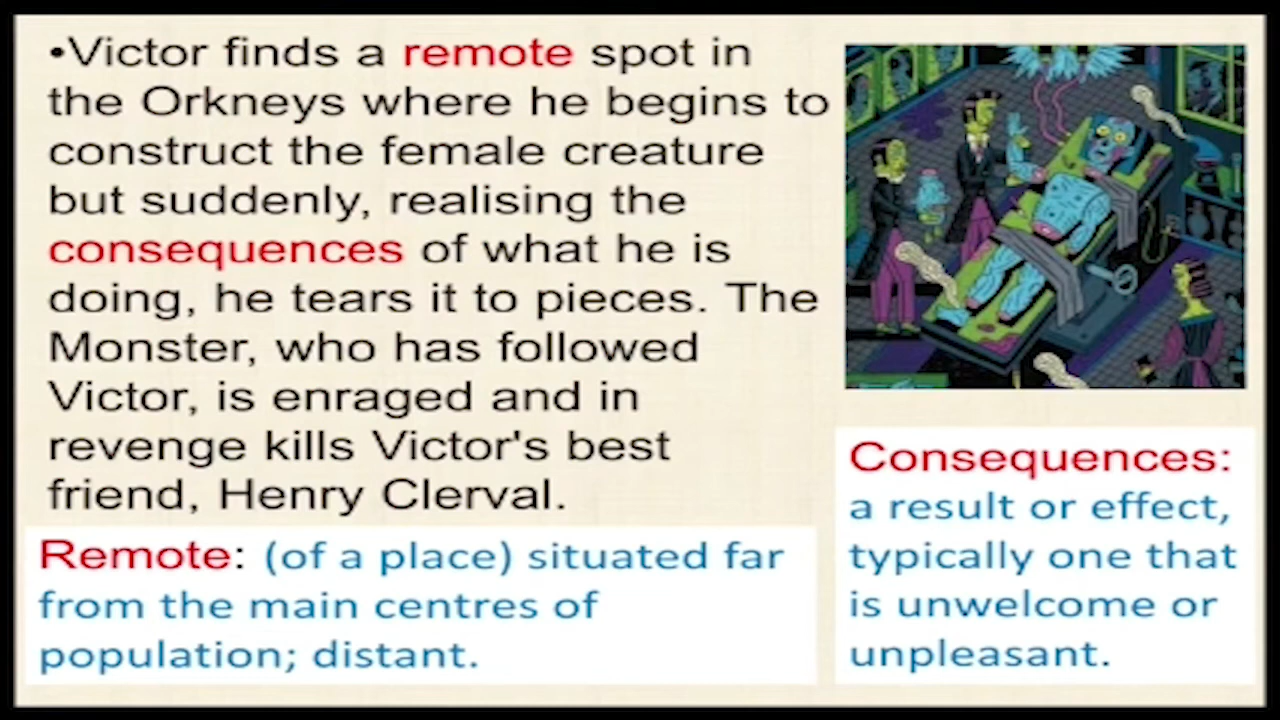 •Victor finds a remote spot in
the Orkneys where he begins to
construct the female creature
but suddenly, realising the
consequences of what he is
doing, he tears it to pieces. The
Monster, who has followed
Victor, is enraged and in
revenge kills Victor's best
friend, Henry Clerval.
Remote: (of a place) situated far
from the main centres of
population; distant.
Consequences:
a result or effect,
typically one that
is unwelcome or
unpleasant.